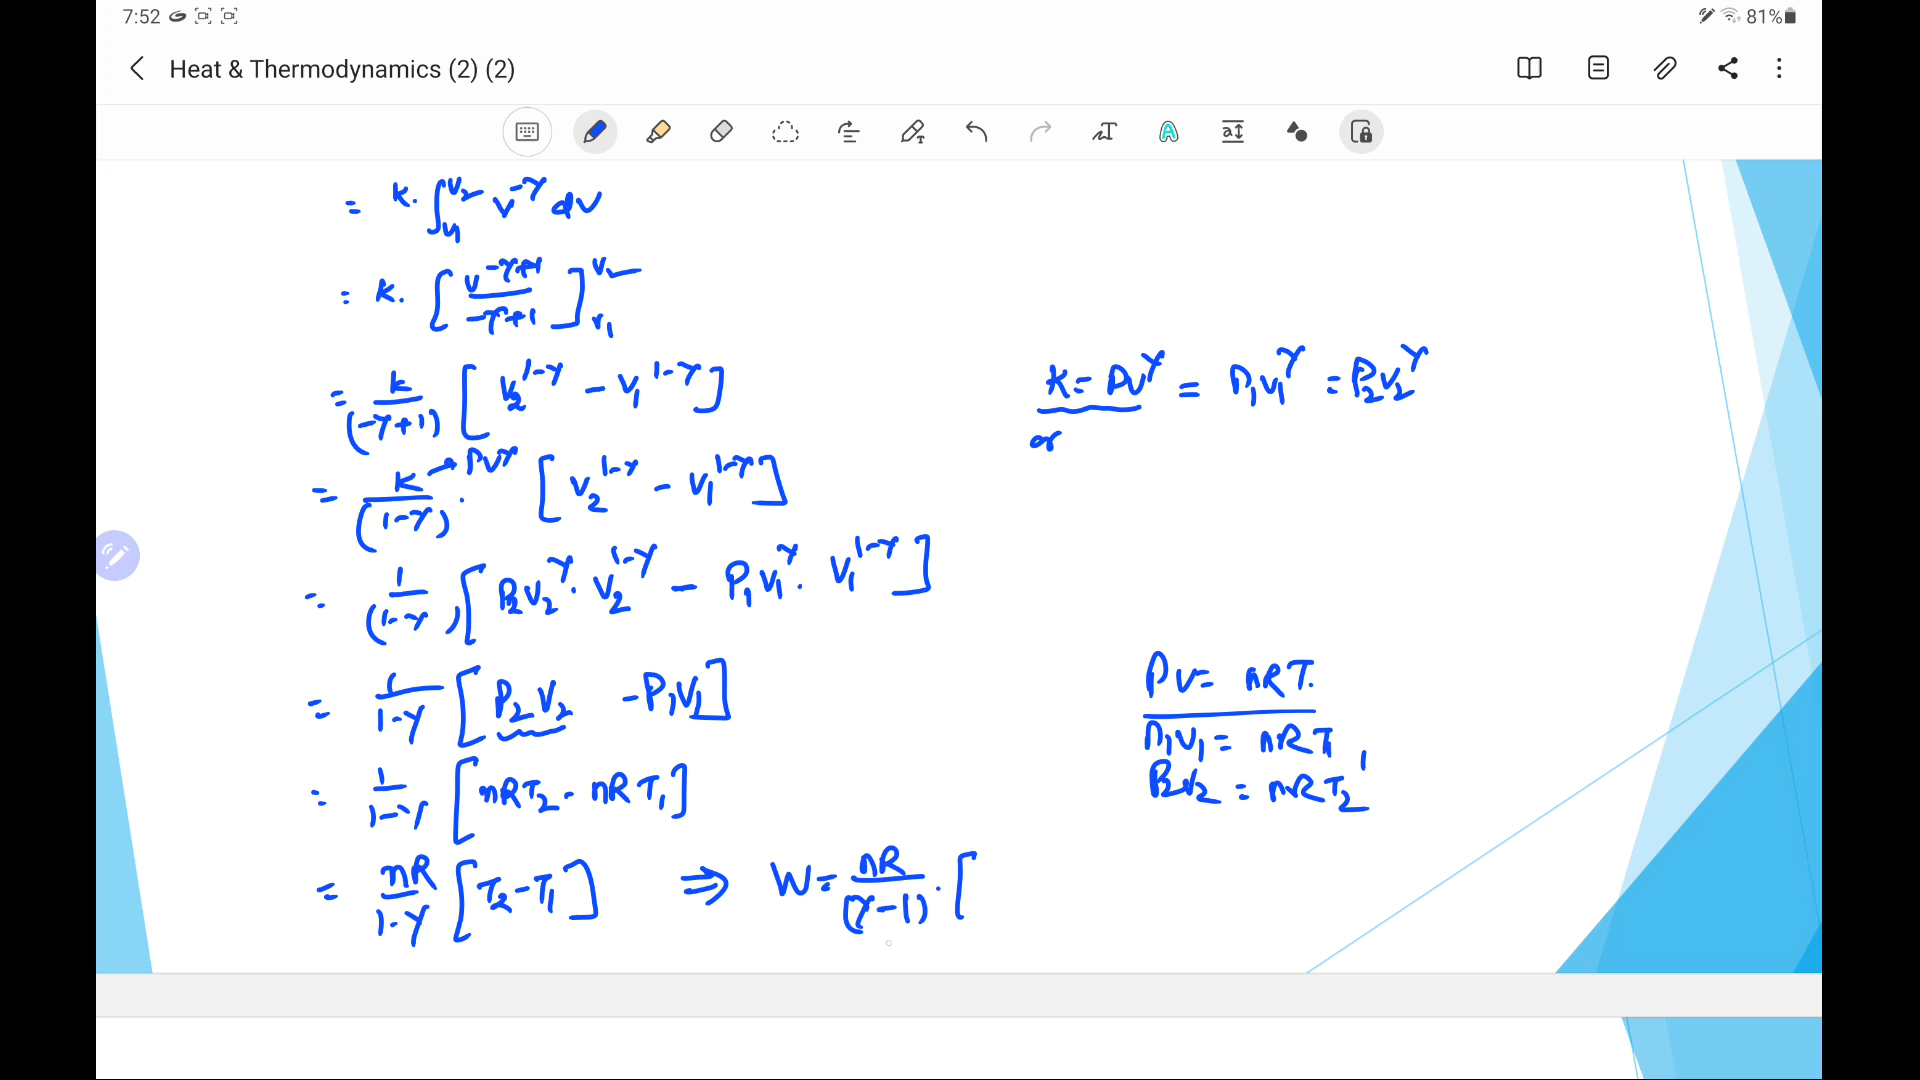 7:52 81%
Heat & Thermodynamics (2) (2)
= k. ∫_{V1}^{V2} V^{-γ} dV
= k. [ V^{-γ+1} / -γ+1 ]_{V1}^{V2}
= k / (-γ+1) [ V2^{1-γ} - V1^{1-γ} ]
K = PV^γ = P1V1^γ = P2V2^γ
or
= k → PV^γ / (1-γ) . [ V2^{1-γ} - V1^{1-γ} ]
= 1 / (1-γ) [ P2V2^γ . V2^{1-γ} - P1V1^γ . V1^{1-γ} ]
= 1 / 1-γ [ P2V2 - P1V1 ]
PV = nRT.
P1V1 = nRT1
P2V2 = nRT2
= 1 / 1-γ [ nRT2 - nRT1 ]
= nR / 1-γ [ T2 - T1 ] ⇒ W = nR / (γ-1) . [